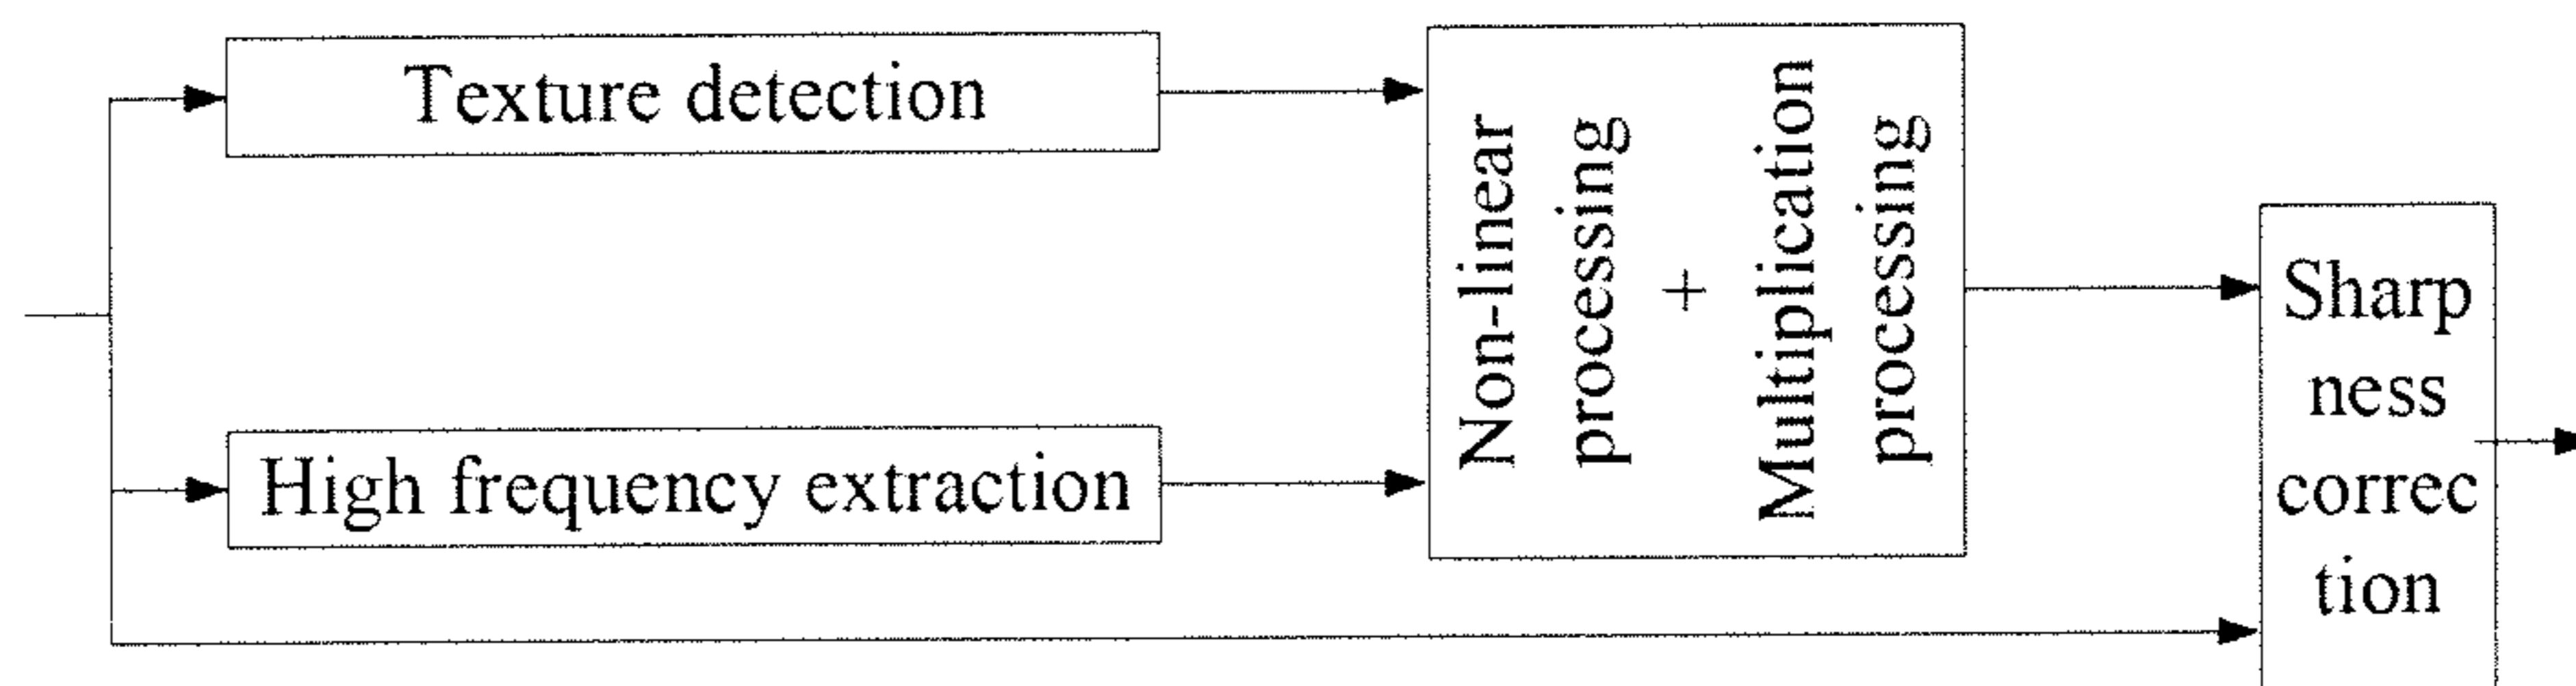 Texture detection
High frequency extraction
Non-linear
processing
+
Multiplication
processing
Sharp
ness
correc
tion